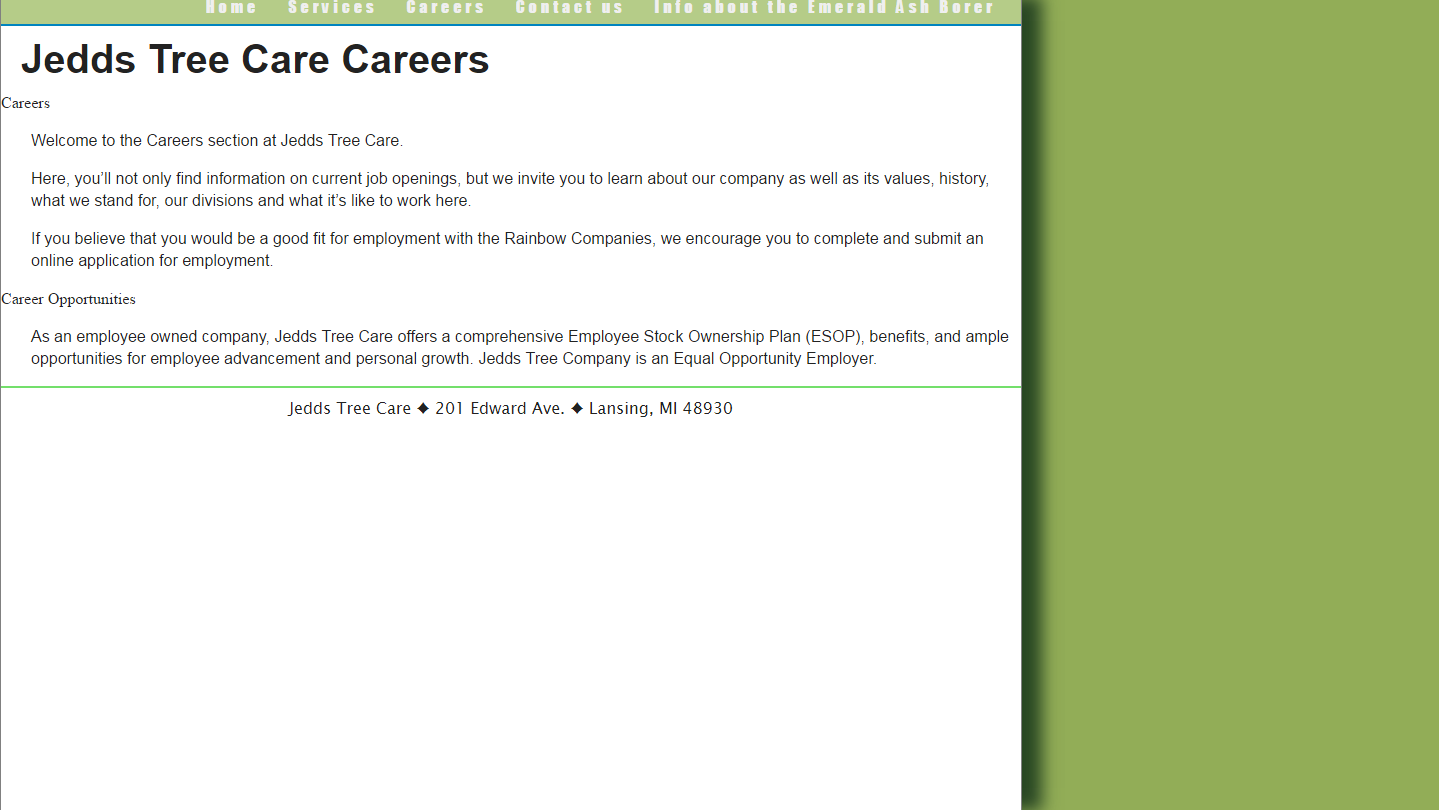 Home Services Careers Contact us Info about the Emerald Ash Borer
Jedds Tree Care Careers
Careers
Welcome to the Careers section at Jedds Tree Care.
Here, you’ll not only find information on current job openings, but we invite you to learn about our company as well as its values, history,
what we stand for, our divisions and what it’s like to work here.
If you believe that you would be a good fit for employment with the Rainbow Companies, we encourage you to complete and submit an
online application for employment.
Career Opportunities
As an employee owned company, Jedds Tree Care offers a comprehensive Employee Stock Ownership Plan (ESOP), benefits, and ample
opportunities for employee advancement and personal growth. Jedds Tree Company is an Equal Opportunity Employer.
Jedds Tree Care ◆ 201 Edward Ave. ◆ Lansing, MI 48930